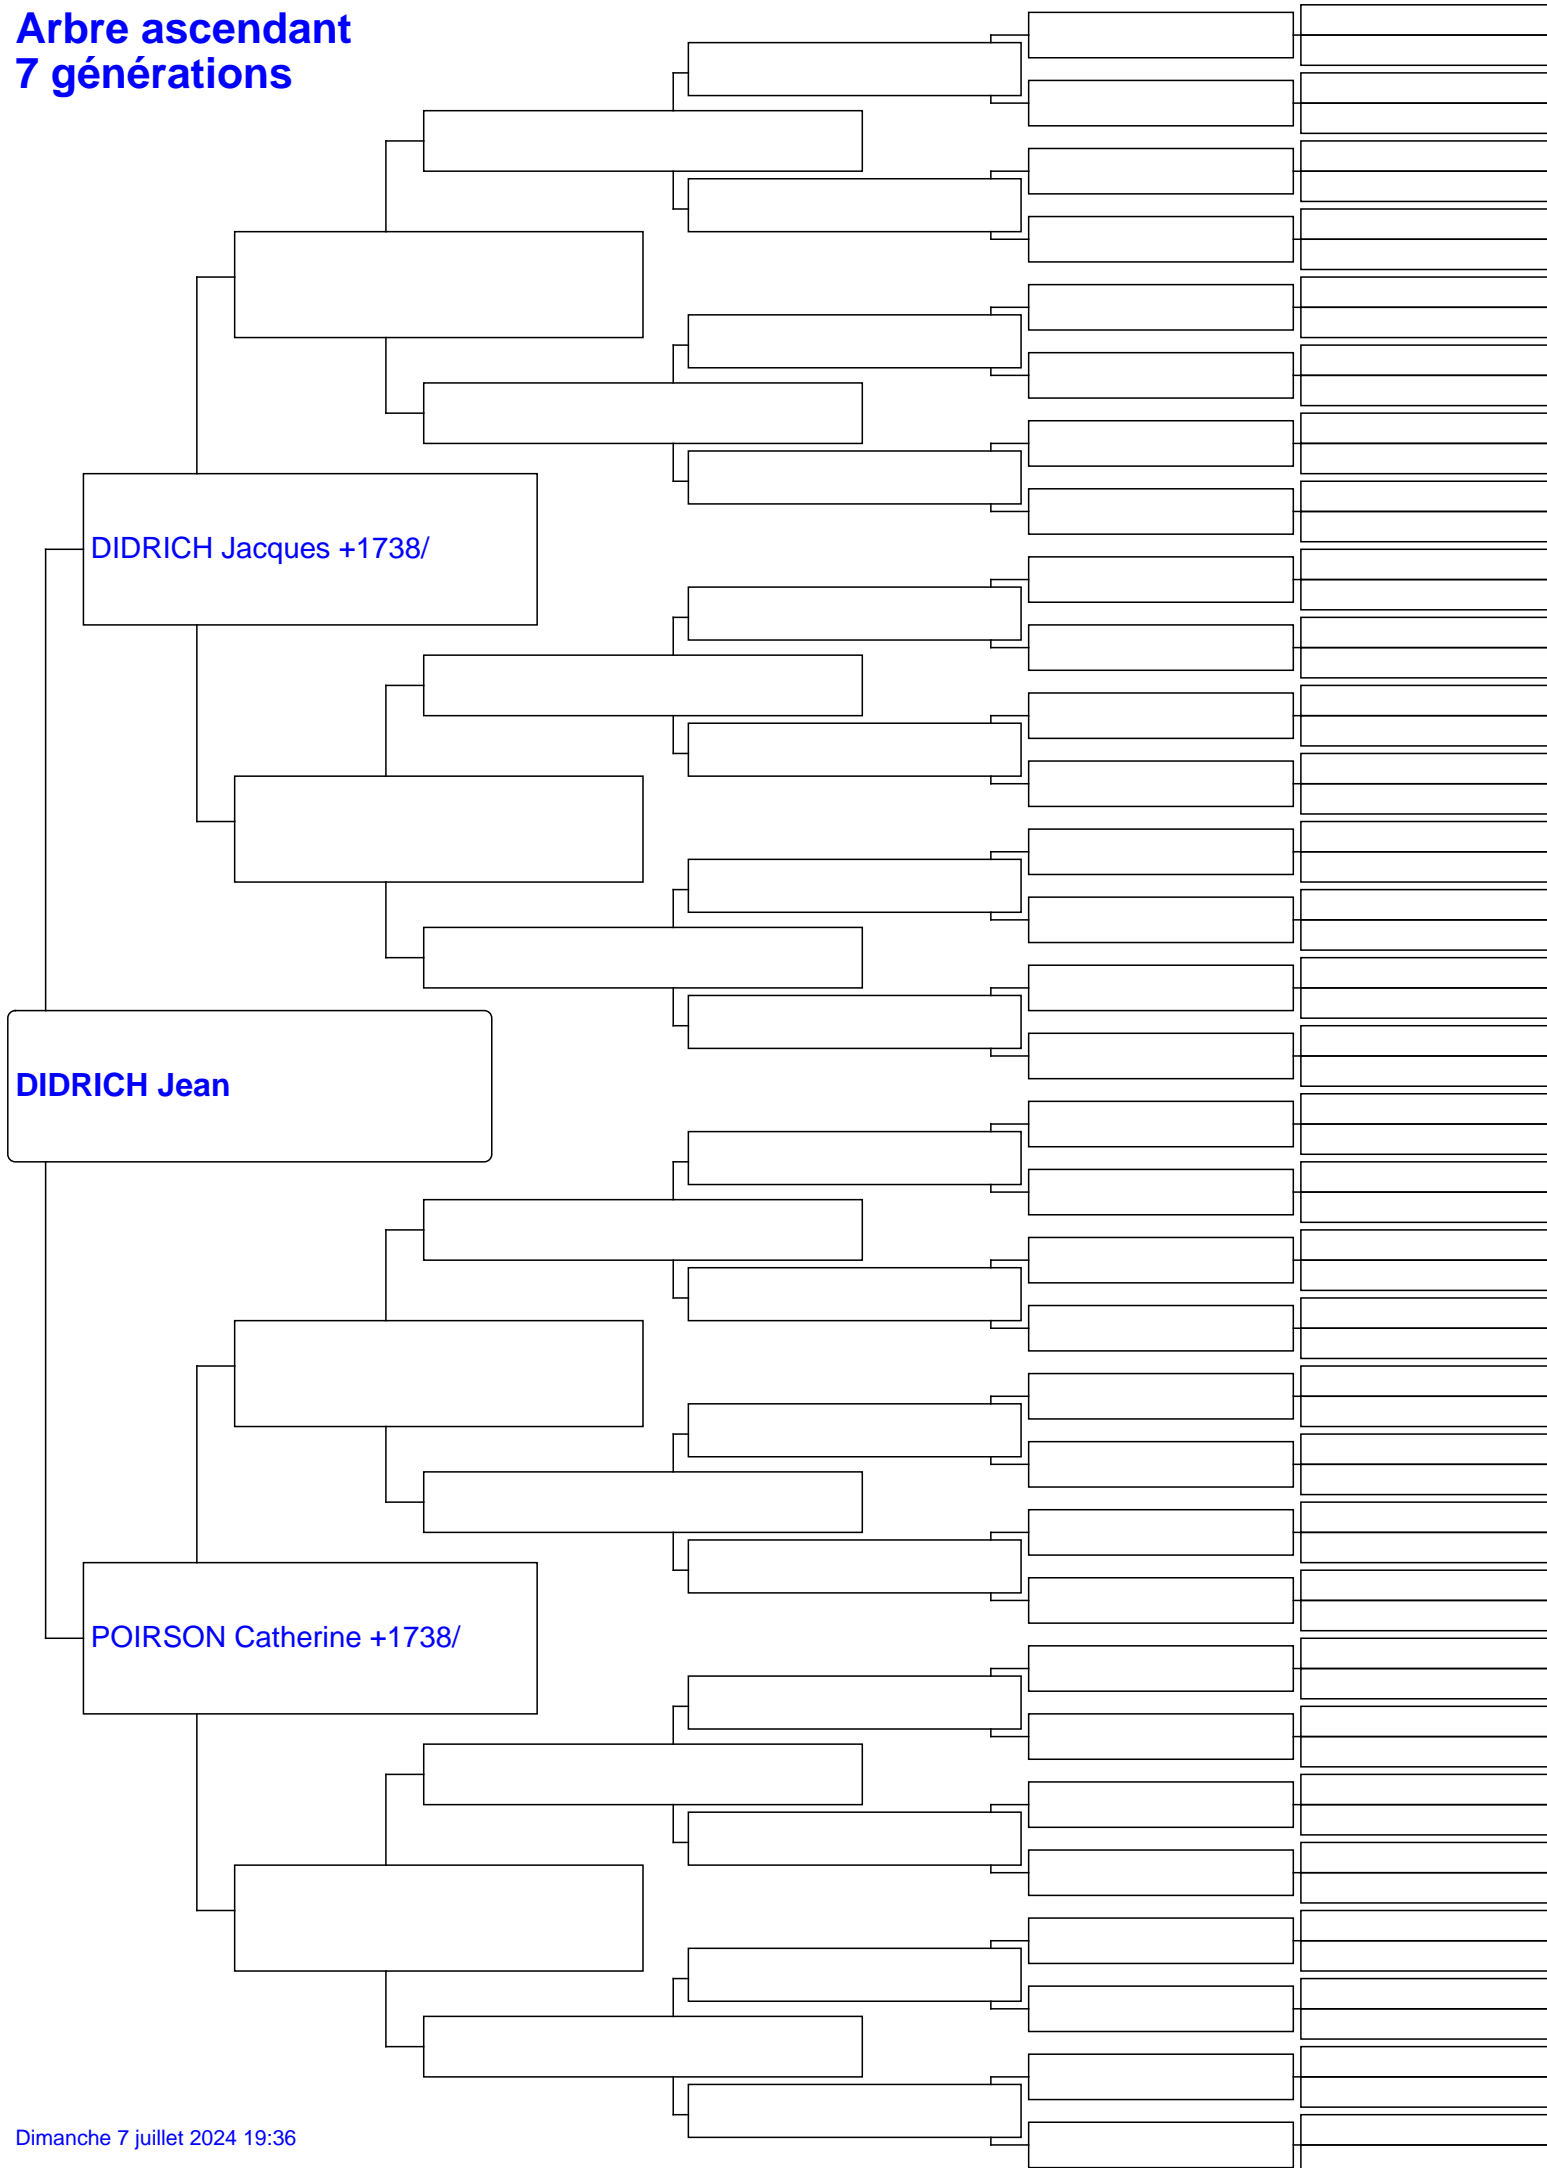 Arbre ascendant
7 générations
DIDRICH Jacques +1738/
DIDRICH Jean
POIRSON Catherine +1738/
Dimanche 7 juillet 2024 19:36